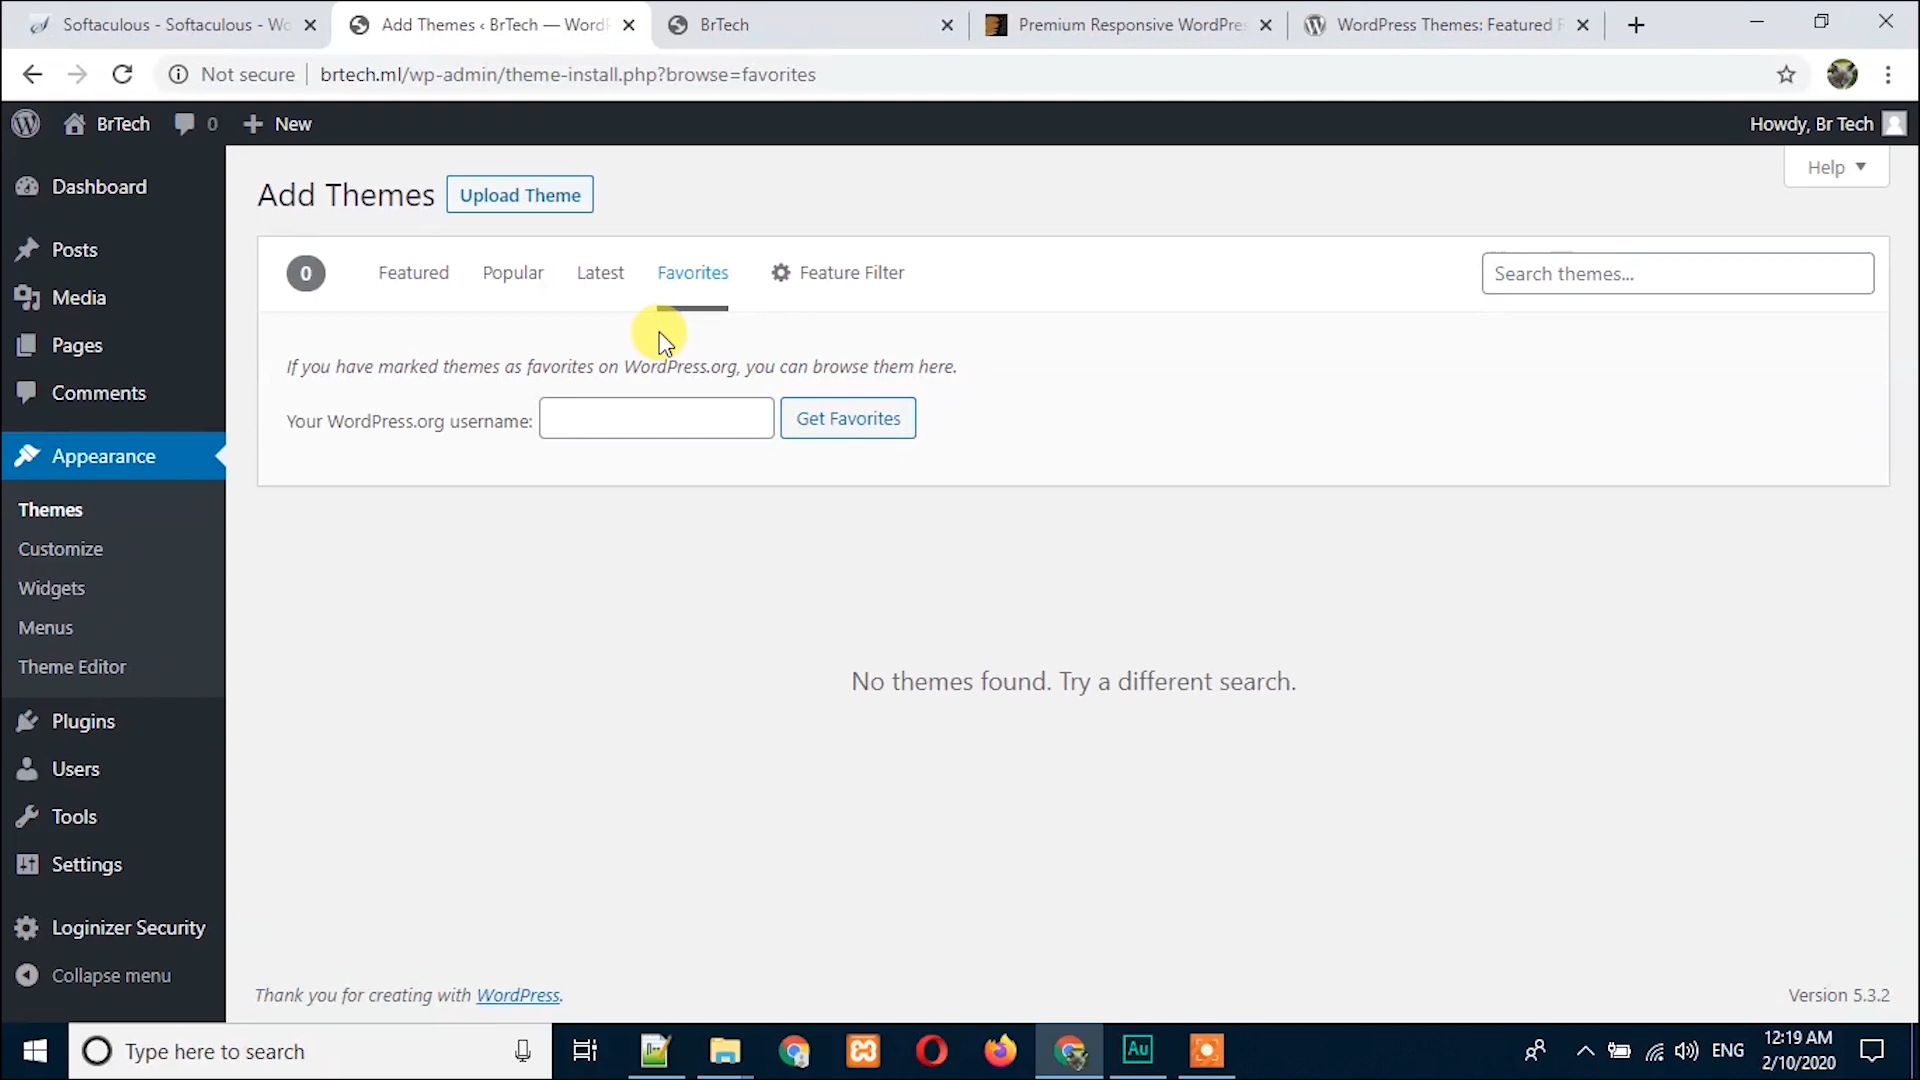 Softaculous - Softaculous - Wo
Add Themes ‹ BrTech — WordP
BrTech
Premium Responsive WordPres
WordPress Themes: Featured F
Not secure
brtech.ml/wp-admin/theme-install.php?browse=favorites
BrTech
0
New
Howdy, Br Tech
Help
Dashboard
Posts
Media
Pages
Comments
Appearance
Themes
Customize
Widgets
Menus
Theme Editor
Plugins
Users
Tools
Settings
Loginizer Security
Collapse menu
Add Themes
Upload Theme
0
Featured
Popular
Latest
Favorites
Feature Filter
Search themes...
If you have marked themes as favorites on WordPress.org, you can browse them here.
Your WordPress.org username:
Get Favorites
No themes found. Try a different search.
Thank you for creating with WordPress.
Version 5.3.2
Type here to search
Au
ENG
12:19 AM
2/10/2020